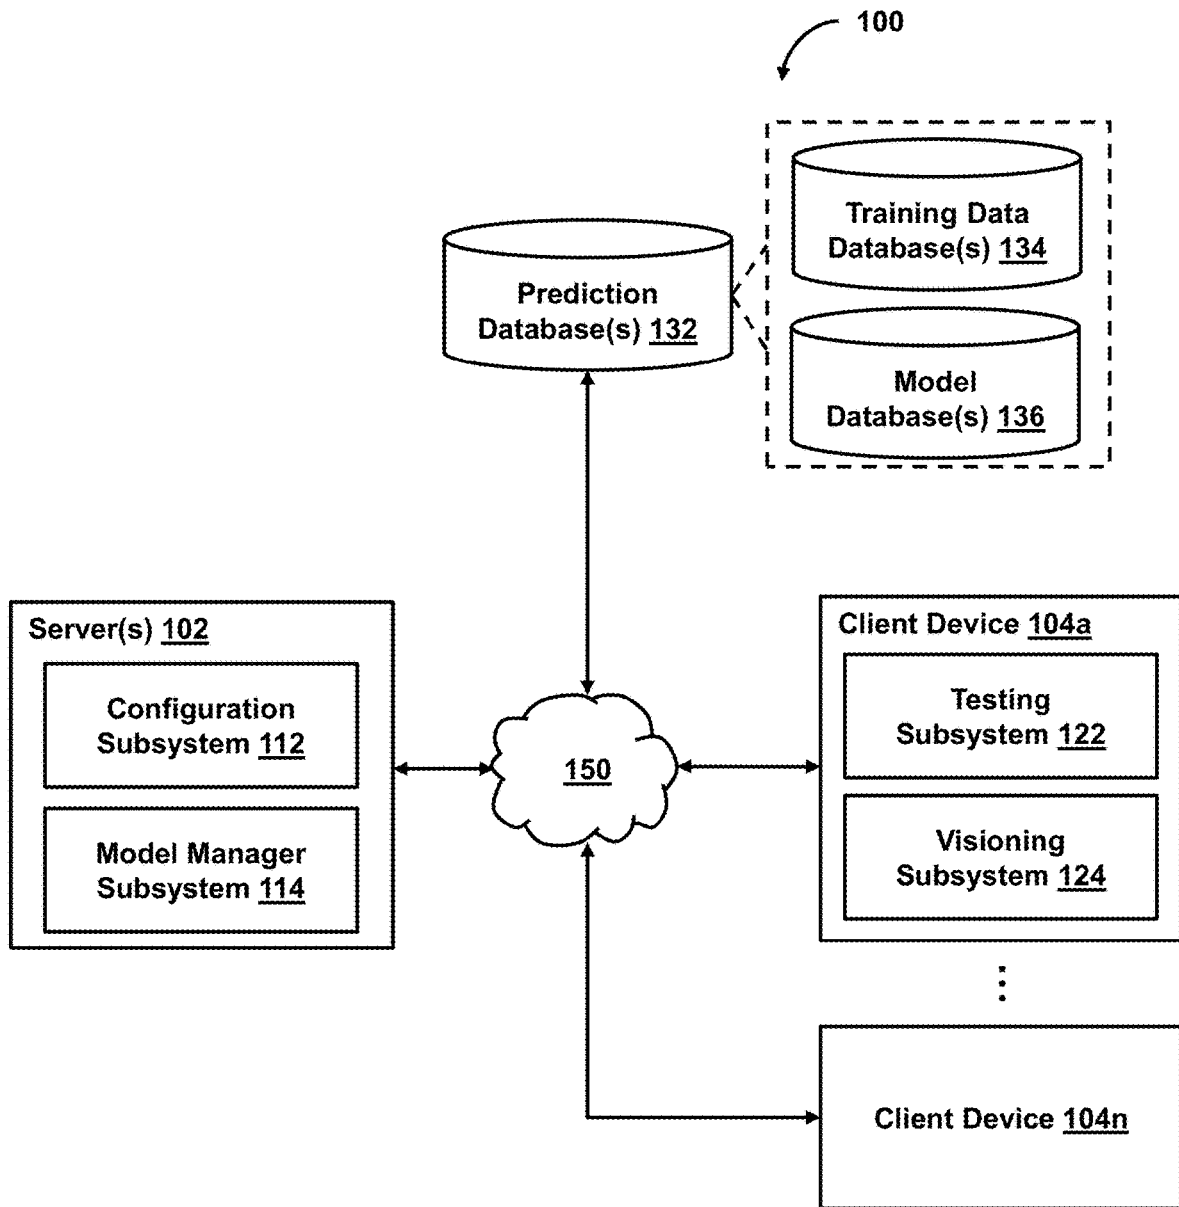 100
Training Data
Database(s) 134
Prediction
Database(s) 132
Model
Database(s) 136
Server(s) 102
Configuration
Subsystem 112
Model Manager
Subsystem 114
150
Client Device 104a
Testing
Subsystem 122
Visioning
Subsystem 124
Client Device 104n